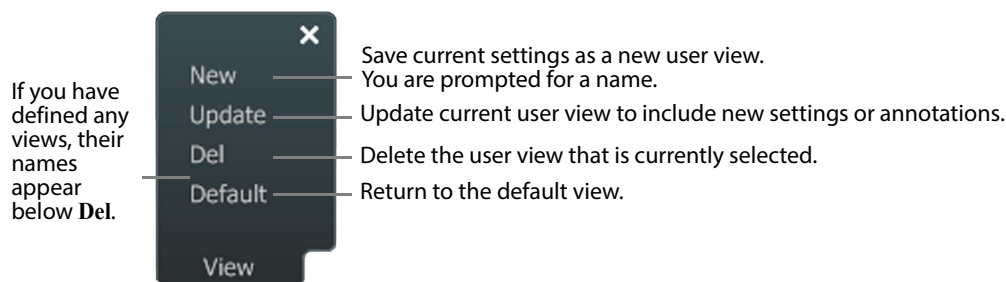 If you have
defined any
views, their
names
appear
below Del.
New
Update
Del
Default
View
Save current settings as a new user view.
You are prompted for a name.
Update current user view to include new settings or annotations.
Delete the user view that is currently selected.
Return to the default view.